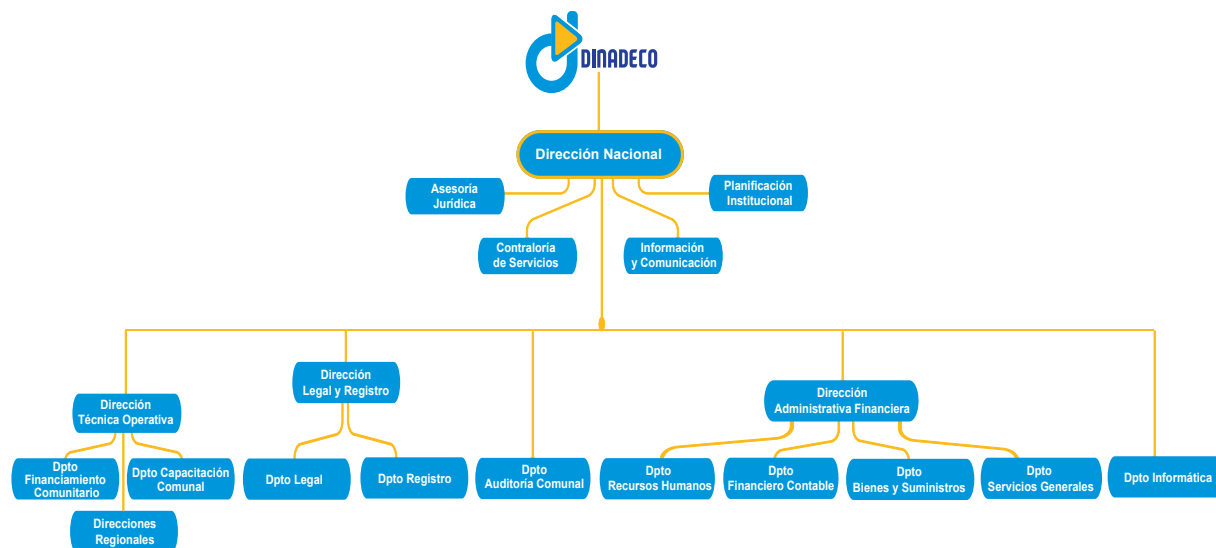 DINADECO
Dirección Nacional
Asesoría
Jurídica
Planificación
Institucional
Contraloría
de Servicios
Información
y Comunicación
Dirección
Técnica Operativa
Dirección
Legal y Registro
Dirección
Administrativa Financiera
Dpto
Financiamiento
Comunitario
Dpto Capacitación
Comunal
Direcciones
Regionales
Dpto Legal
Dpto Registro
Dpto
Auditoría Comunal
Dpto
Recursos Humanos
Dpto
Financiero Contable
Dpto
Bienes y Suministros
Dpto
Servicios Generales
Dpto Informática